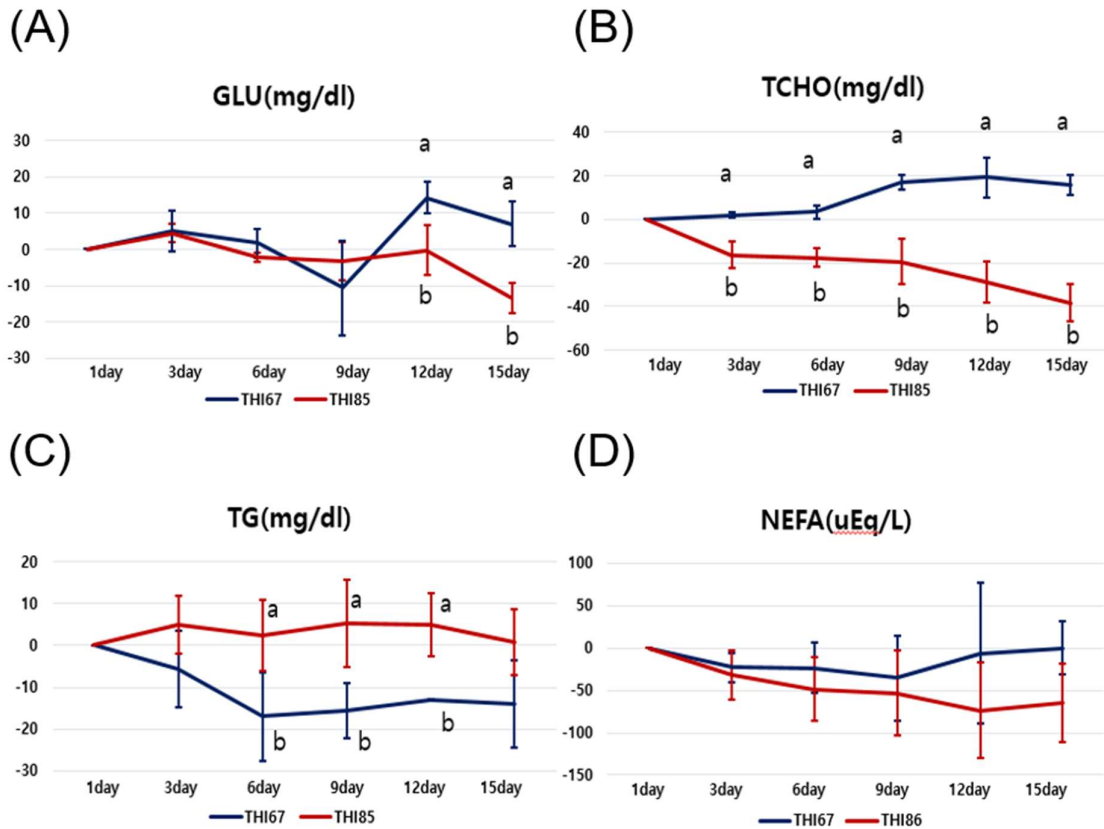 (A)
GLU(mg/dl)
30
20
10
0
-10
-20
-30
a
a
b
b
1day 3day 6day 9day 12day 15day
THI67 THI85
(B)
TCHO(mg/dl)
40
20
0
-20
-40
-60
a a a a a
b b b b b
1day 3day 6day 9day 12day 15day
THI67 THI85
(C)
TG(mg/dl)
20
10
0
-10
-20
-30
a a a
b b b
1day 3day 6day 9day 12day 15day
THI67 THI85
(D)
NEFA(uEq/L)
100
50
0
-50
-100
-150
1day 3day 6day 9day 12day 15day
THI67 THI86